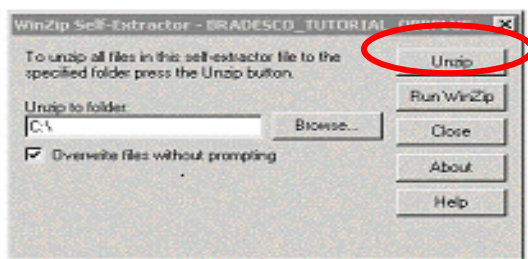 WinZip Self-Extractor - BRADESCO_TUTORIAL
To unzip all files in this self-extractor file to the
specified folder press the Unzip button.
Unzip to folder:
C:\
Browse...
Overwrite files without prompting
Unzip
Run WinZip
Close
About
Help